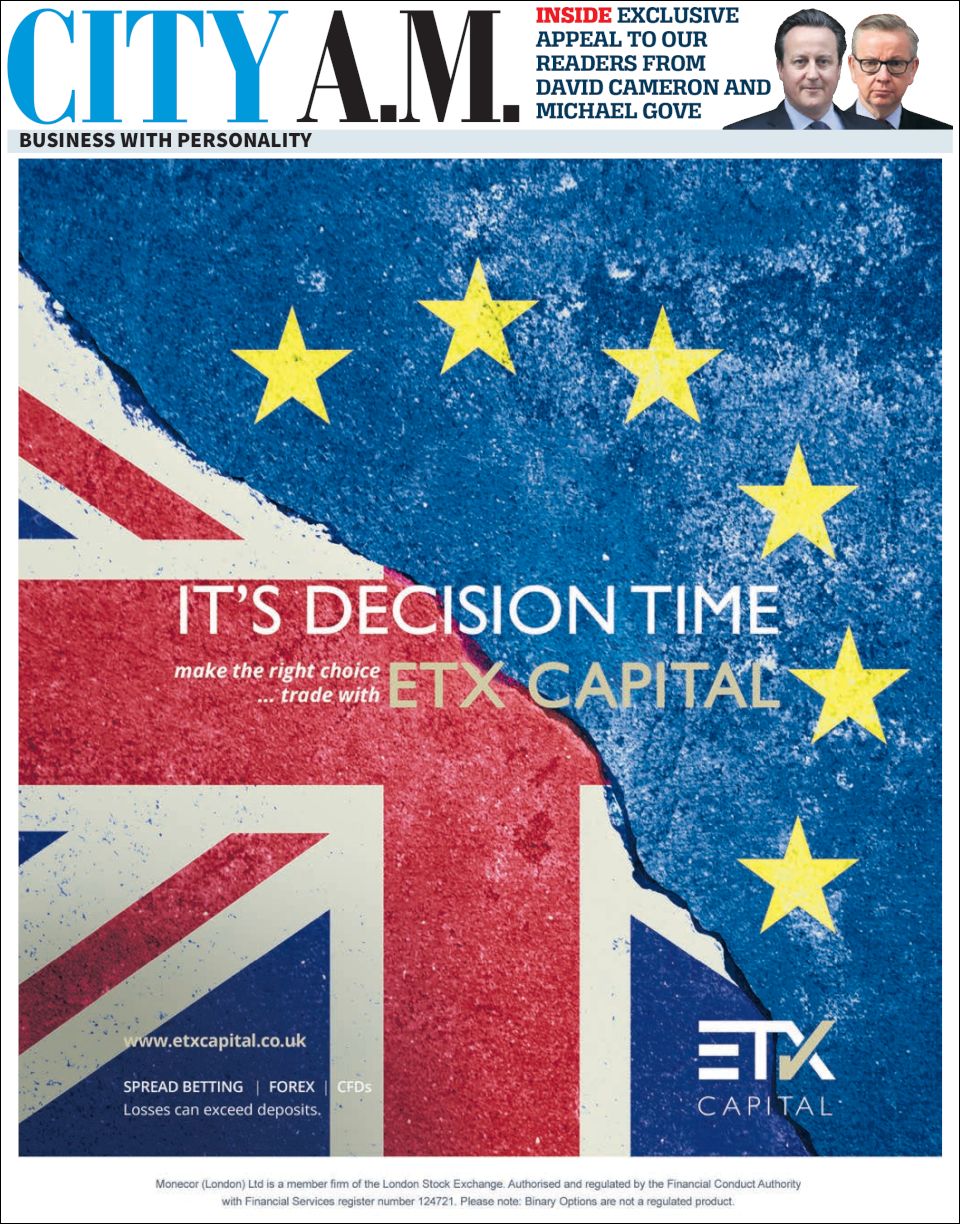 CITY A.M.
INSIDE EXCLUSIVE
APPEAL TO OUR
READERS FROM
DAVID CAMERON AND
MICHAEL GOVE
BUSINESS WITH PERSONALITY
IT'S DECISION TIME
make the right choice
... trade with ETX CAPITAL
www.etxcapital.co.uk
SPREAD BETTING | FOREX | CFDs
Losses can exceed deposits.
ETX
CAPITAL
Monecor (London) Ltd is a member firm of the London Stock Exchange. Authorised and regulated by the Financial Conduct Authority
with Financial Services register number 124721. Please note: Binary Options are not a regulated product.